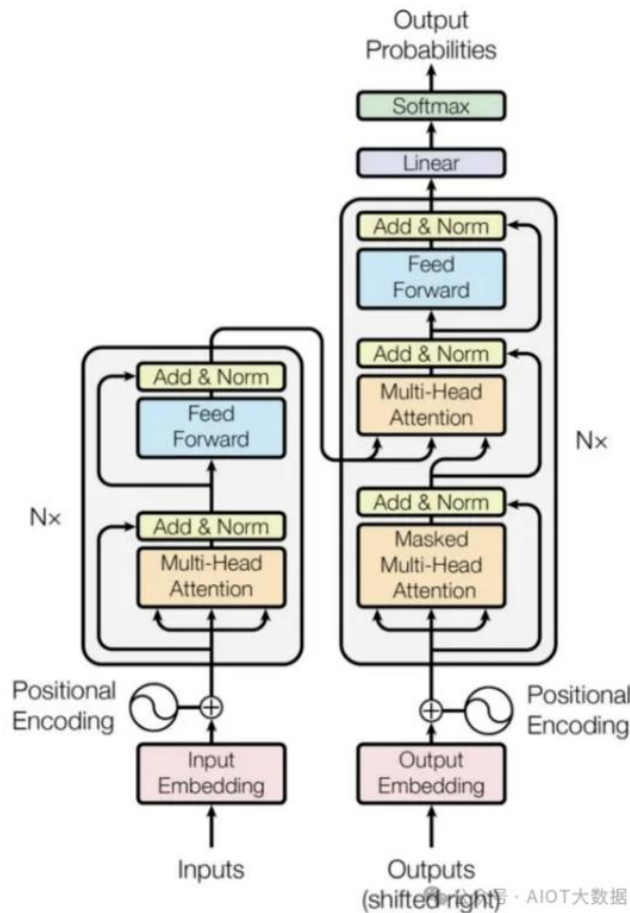 Output
Probabilities
Softmax
Linear
Add & Norm
Feed
Forward
Add & Norm
Multi-Head
Attention
Add & Norm
Feed
Forward
N×
N×
Add & Norm
Masked
Multi-Head
Attention
Add & Norm
Multi-Head
Attention
Positional
Encoding
Positional
Encoding
Input
Embedding
Output
Embedding
Inputs
Outputs
(shifted right)
众号 · AIOT大数据